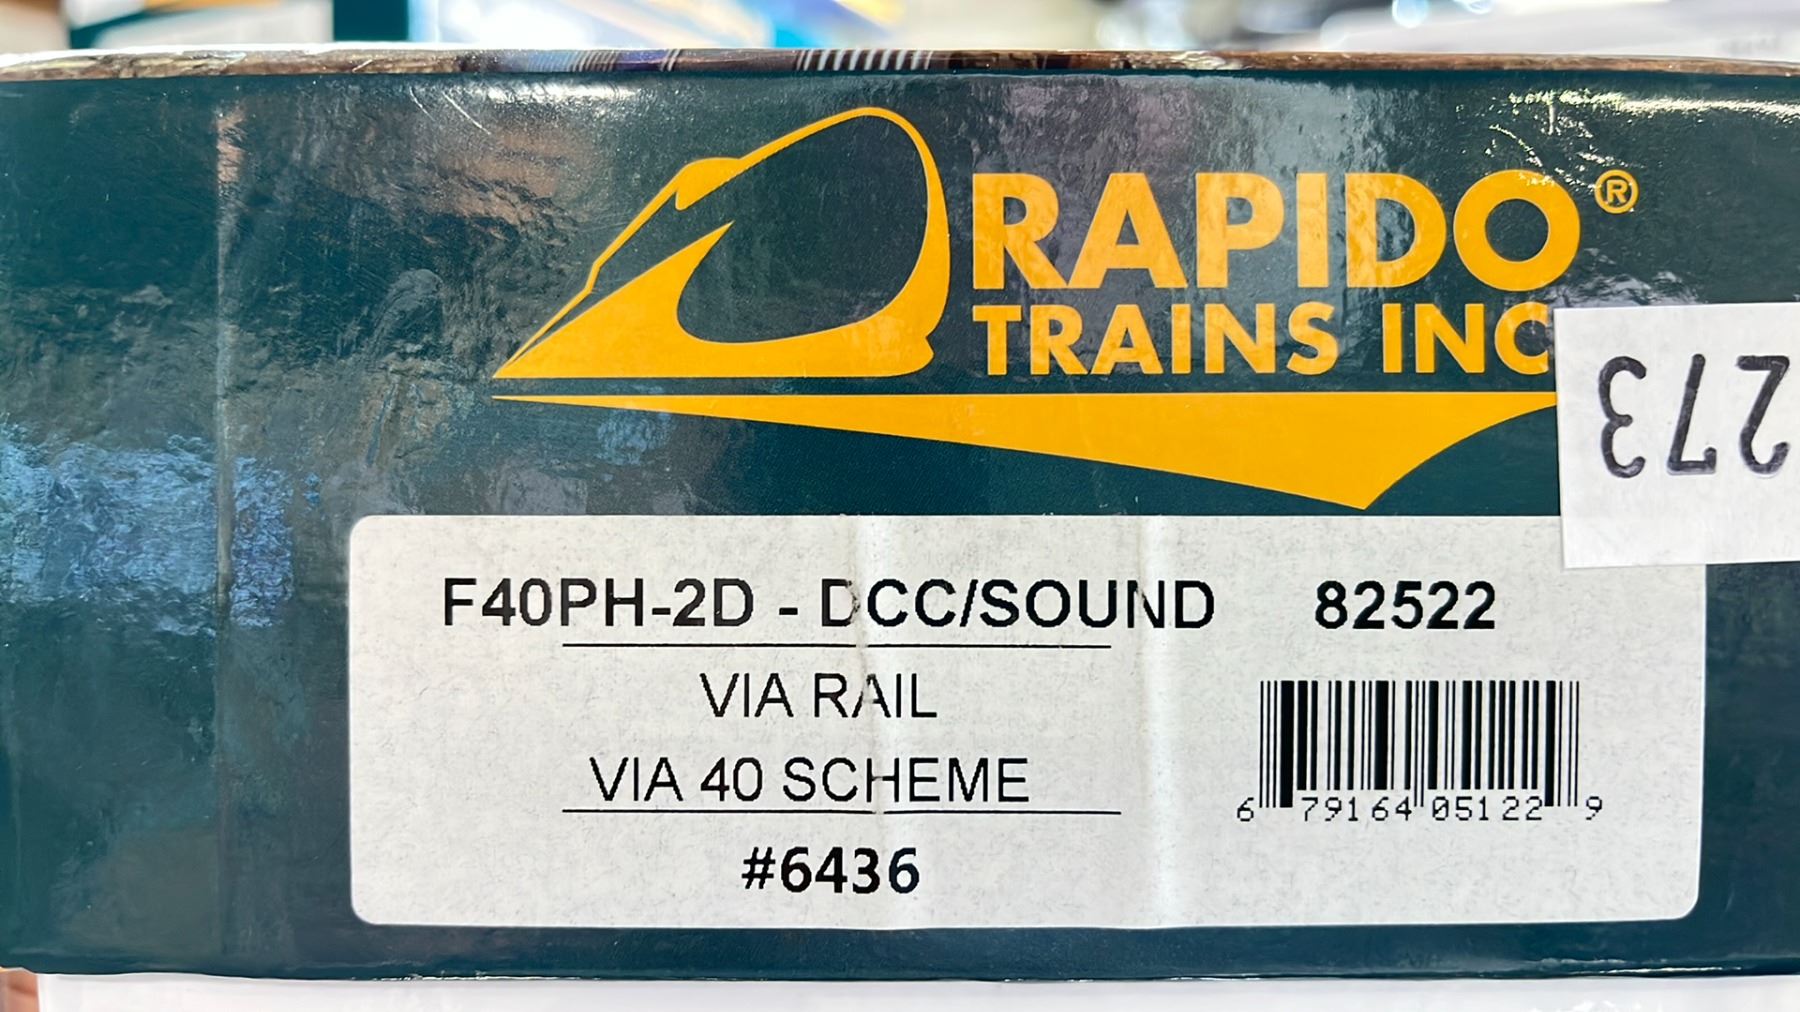 RAPIDO®
TRAINS INC
273
F40PH-2D - DCC/SOUND 82522
VIA RAIL
VIA 40 SCHEME
#6436
6 79164 05122 9